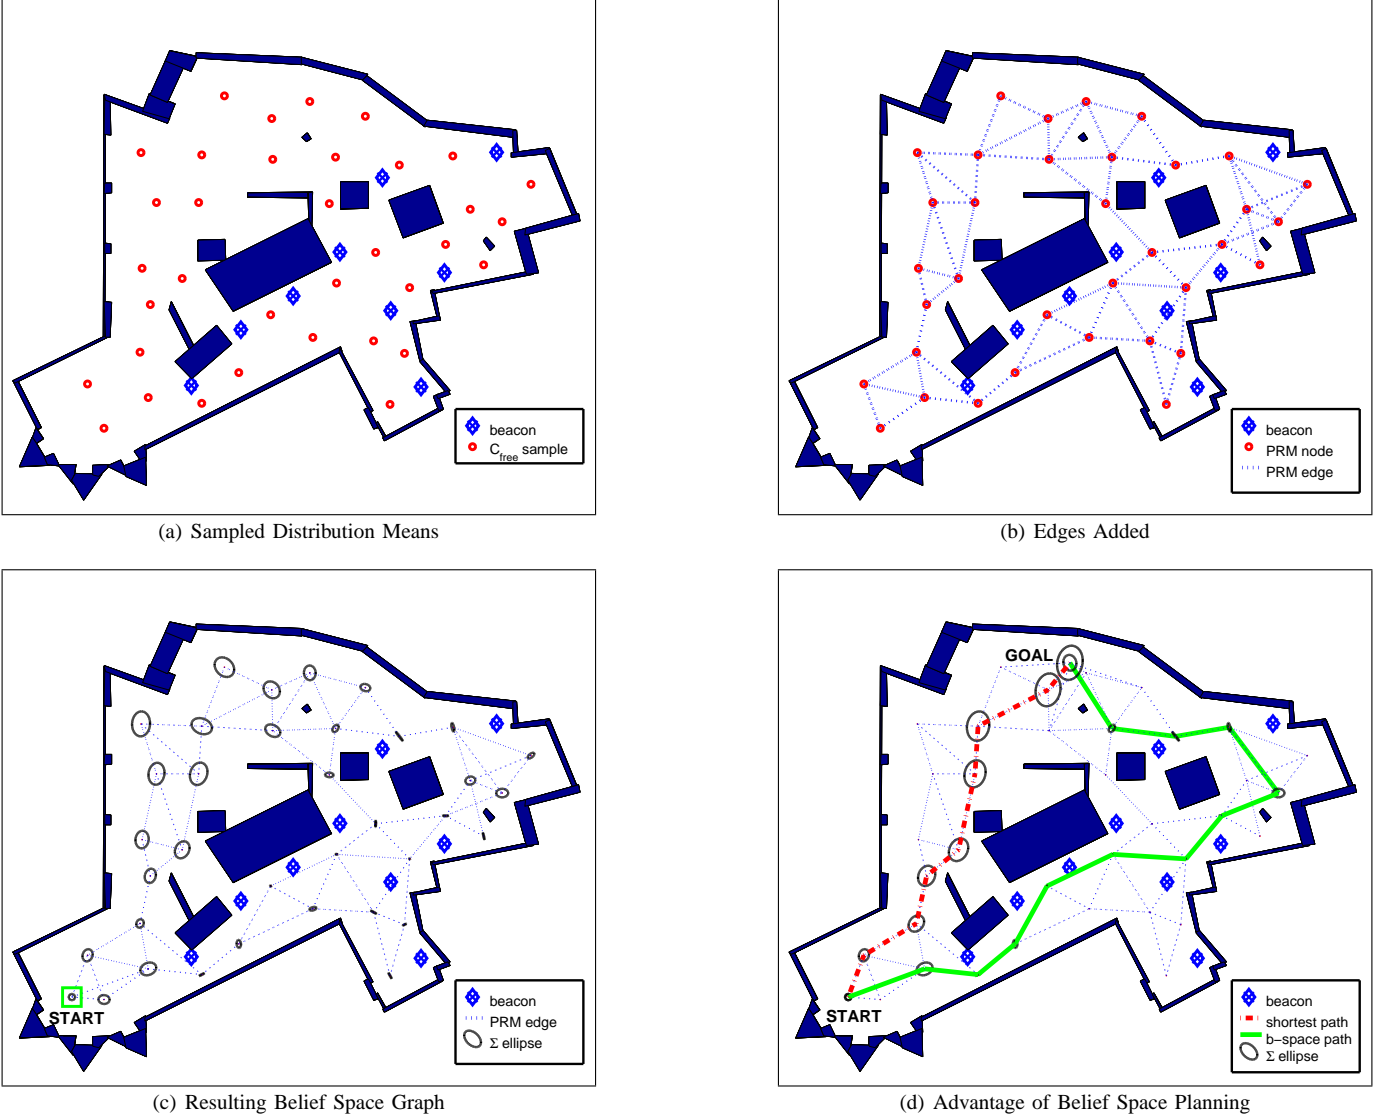 beacon
C_free sample
(a) Sampled Distribution Means
beacon
PRM node
PRM edge
(b) Edges Added
START
beacon
PRM edge
Σ ellipse
(c) Resulting Belief Space Graph
GOAL
START
beacon
shortest path
b-space path
Σ ellipse
(d) Advantage of Belief Space Planning